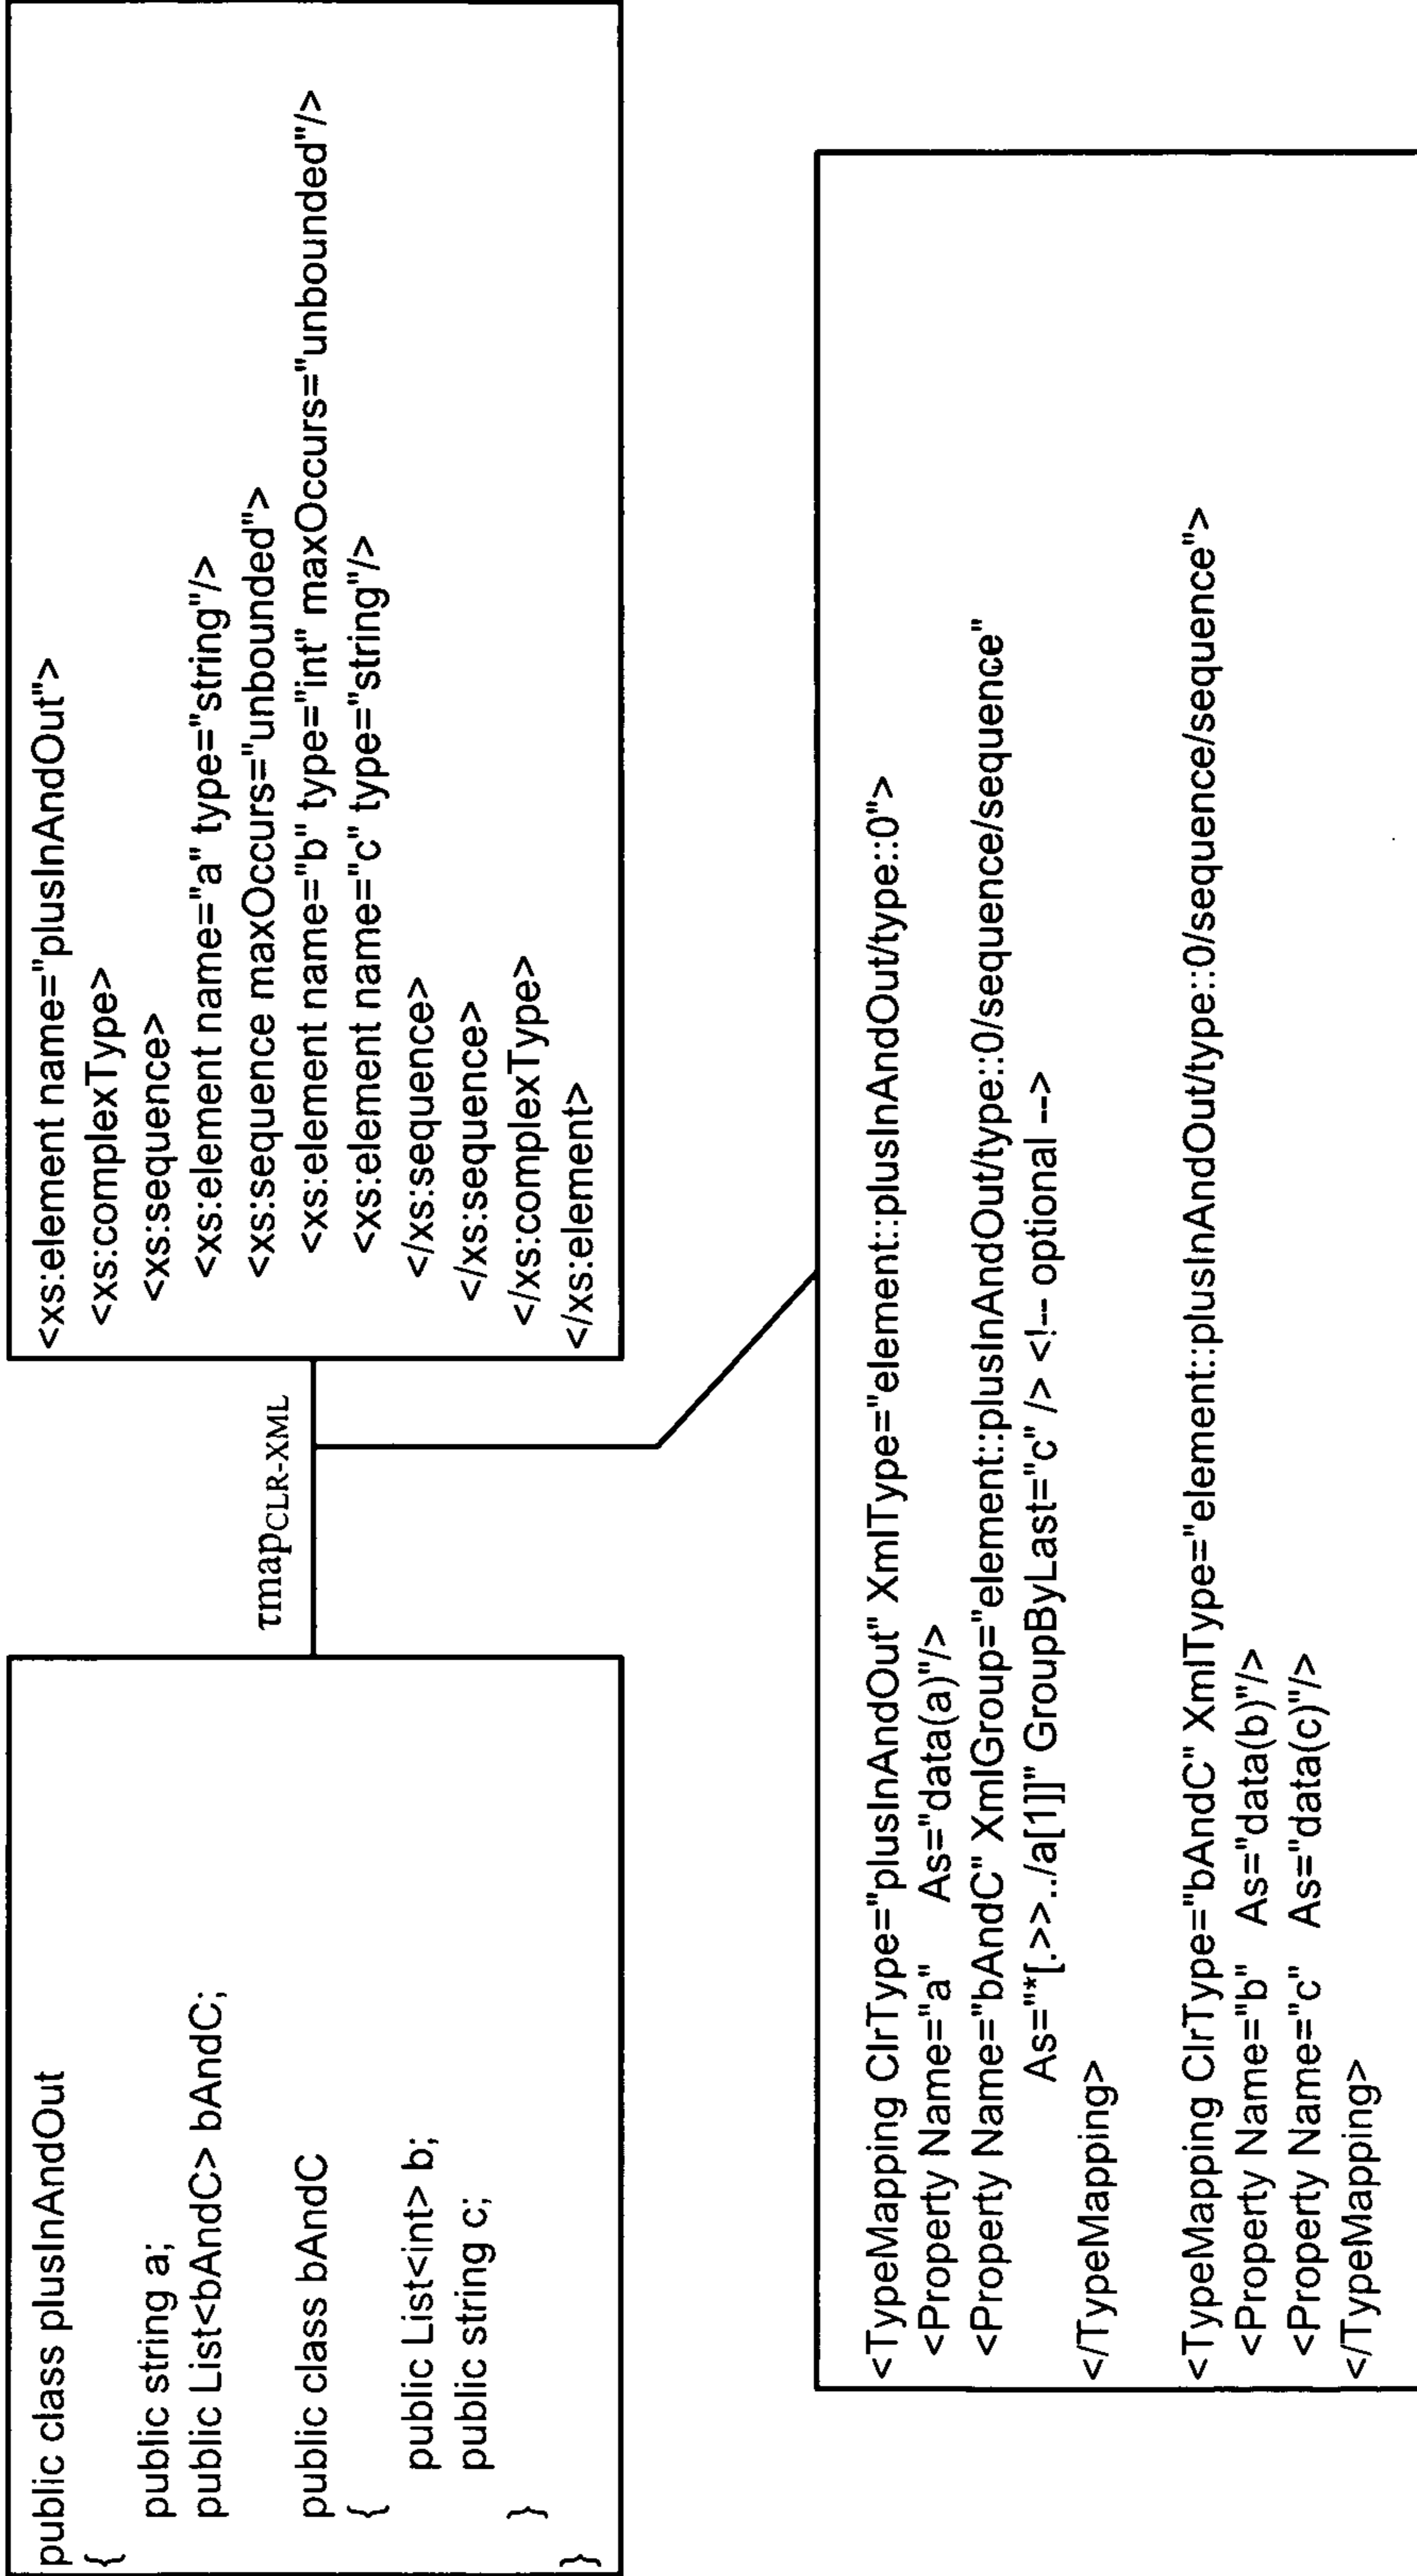 public class plusInAndOut
{
public string a;
public List<bAndC> bAndC;
public class bAndC
{
public List<int> b;
public string c;
}
}
τmapCLR-XML
<xs:element name="plusInAndOut">
<xs:complexType>
<xs:sequence>
<xs:element name="a" type="string"/>
<xs:sequence maxOccurs="unbounded">
<xs:element name="b" type="int" maxOccurs="unbounded"/>
<xs:element name="c" type="string"/>
</xs:sequence>
</xs:sequence>
</xs:complexType>
</xs:element>
<TypeMapping ClrType="plusInAndOut" XmlType="element::plusInAndOut/type::0">
<Property Name="a" As="data(a)"/>
<Property Name="bAndC" XmlGroup="element::plusInAndOut/type::0/sequence/sequence"
As="*[.>>../a[1]]" GroupByLast="c" /> <!-- optional -->
</TypeMapping>
<TypeMapping ClrType="bAndC" XmlType="element::plusInAndOut/type::0/sequence/sequence">
<Property Name="b" As="data(b)"/>
<Property Name="c" As="data(c)"/>
</TypeMapping>